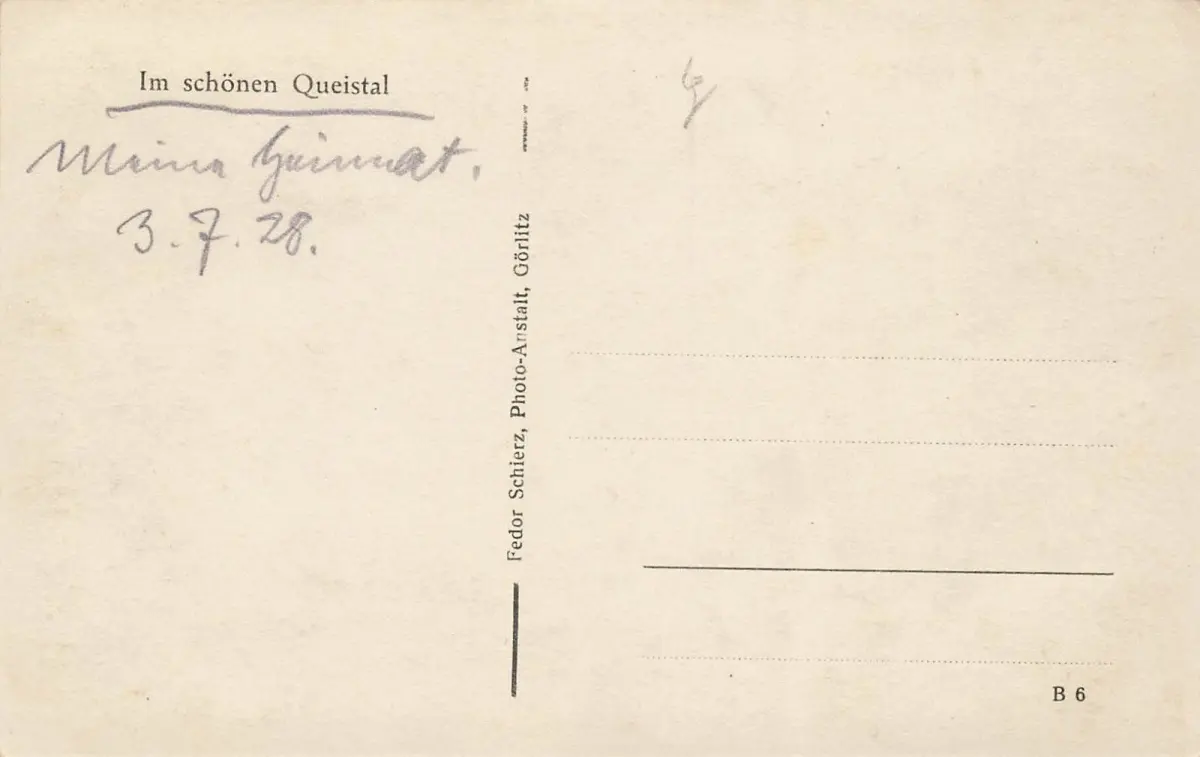 Im schönen Queistal
Meine Heimat.
3.7.28.
Fedor Schierz, Photo-Anstalt, Görlitz
B 6